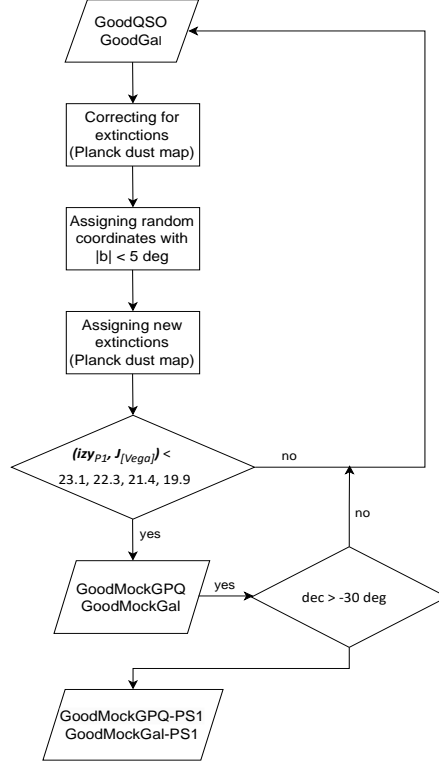 GoodQSO
GoodGal
Correcting for
extinctions
(Planck dust map)
Assigning random
coordinates with
|b| < 5 deg
Assigning new
extinctions
(Planck dust map)
(izyP1, J[Vega]) <
23.1, 22.3, 21.4, 19.9
no
yes
no
GoodMockGPQ
GoodMockGal
yes
dec > -30 deg
GoodMockGPQ-PS1
GoodMockGal-PS1